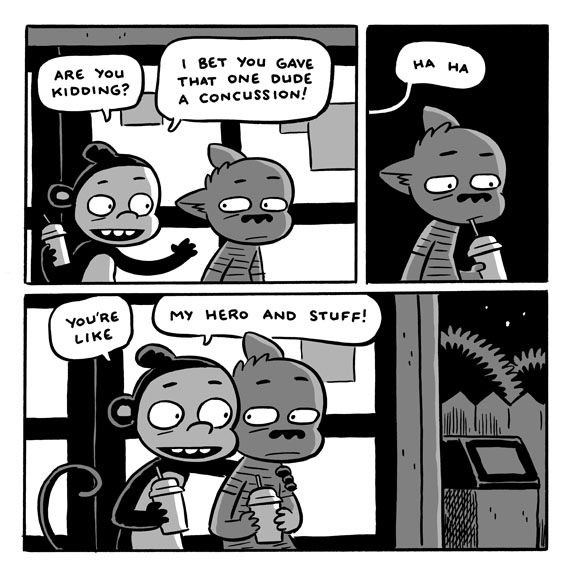 ARE YOU
KIDDING?
I BET YOU GAVE
THAT ONE DUDE
A CONCUSSION!
HA HA
YOU'RE
LIKE
MY HERO AND STUFF!